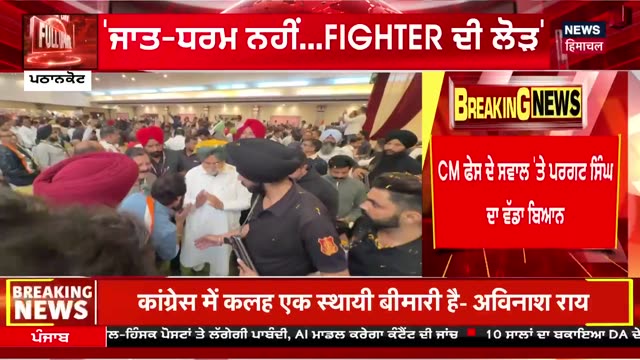 'ਜਾਤ-ਧਰਮ ਨਹੀਂ...FIGHTER ਦੀ ਲੋੜ'
NEWS
हिमाचल
ਪਠਾਨਕੋਟ
BREAKING NEWS
CM ਫੇਸ ਦੇ ਸਵਾਲ 'ਤੇ ਪਰਗਟ ਸਿੰਘ
ਦਾ ਵੱਡਾ ਬਿਆਨ
BREAKING
NEWS
कांग्रेस में कलह एक स्थायी बीमारी है- अविनाश राय
ਪੰਜਾਬ
ਲ-ਹਿੰਸਕ ਪੋਸਟਾਂ ਤੇ ਲੱਗੇਗੀ ਪਾਬੰਦੀ, AI ਮਾਡਲ ਕਰੇਗਾ ਕੰਟੈਂਟ ਦੀ ਜਾਂਚ ■ 10 ਸਾਲਾਂ ਦਾ ਬਕਾਇਆ DA ਦੇ